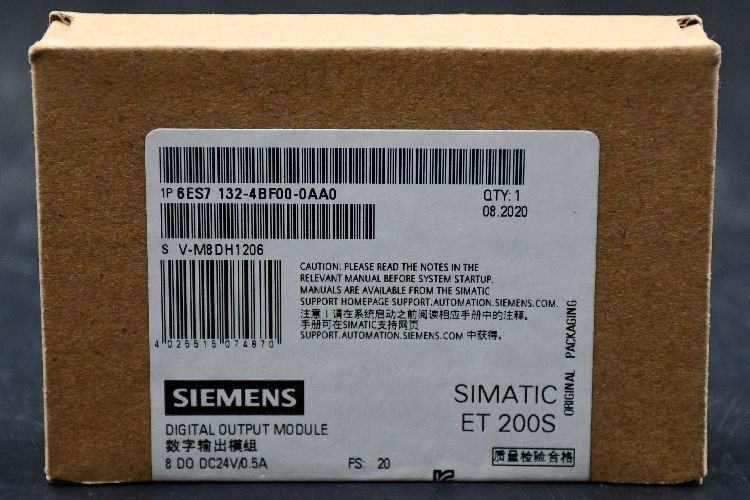 1P 6ES7 132-4BF00-0AA0
QTY: 1
08.2020
S V-M8DH1206
CAUTION: PLEASE READ THE NOTES IN THE
RELEVANT MANUAL BEFORE SYSTEM STARTUP.
MANUALS ARE AVAILABLE FROM THE SIMATIC
SUPPORT HOMEPAGE SUPPORT.AUTOMATION.SIEMENS.COM.
注意！请在系统启动之前阅读相应手册中的注释。
手册可在SIMATIC支持网页
SUPPORT.AUTOMATION.SIEMENS.COM 中获得。
4 025515 074870
ORIGINAL PACKAGING
SIEMENS
SIMATIC
ET 200S
DIGITAL OUTPUT MODULE
数字输出模组
8 DO DC24V/0.5A
FS: 20
质量检验合格